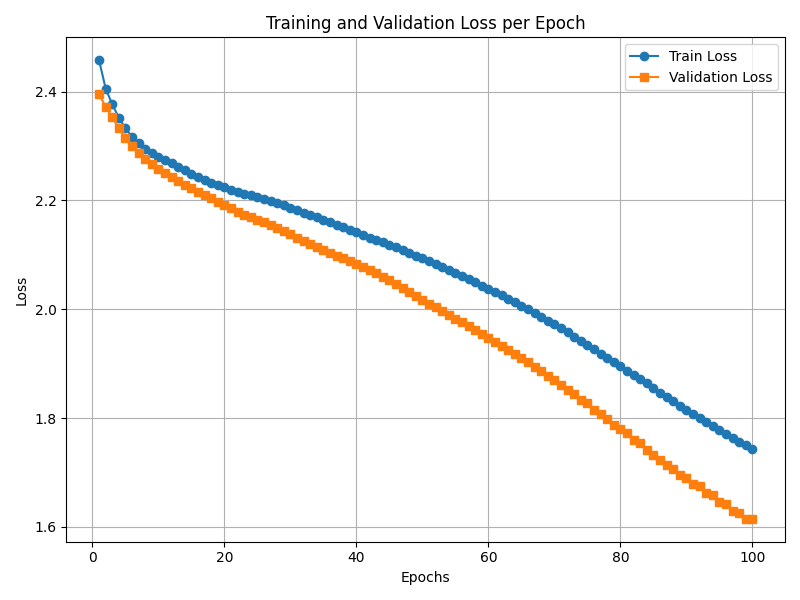 Training and Validation Loss per Epoch
Train Loss
Validation Loss
Loss
2.4
2.2
2.0
1.8
1.6
0 20 40 60 80 100
Epochs